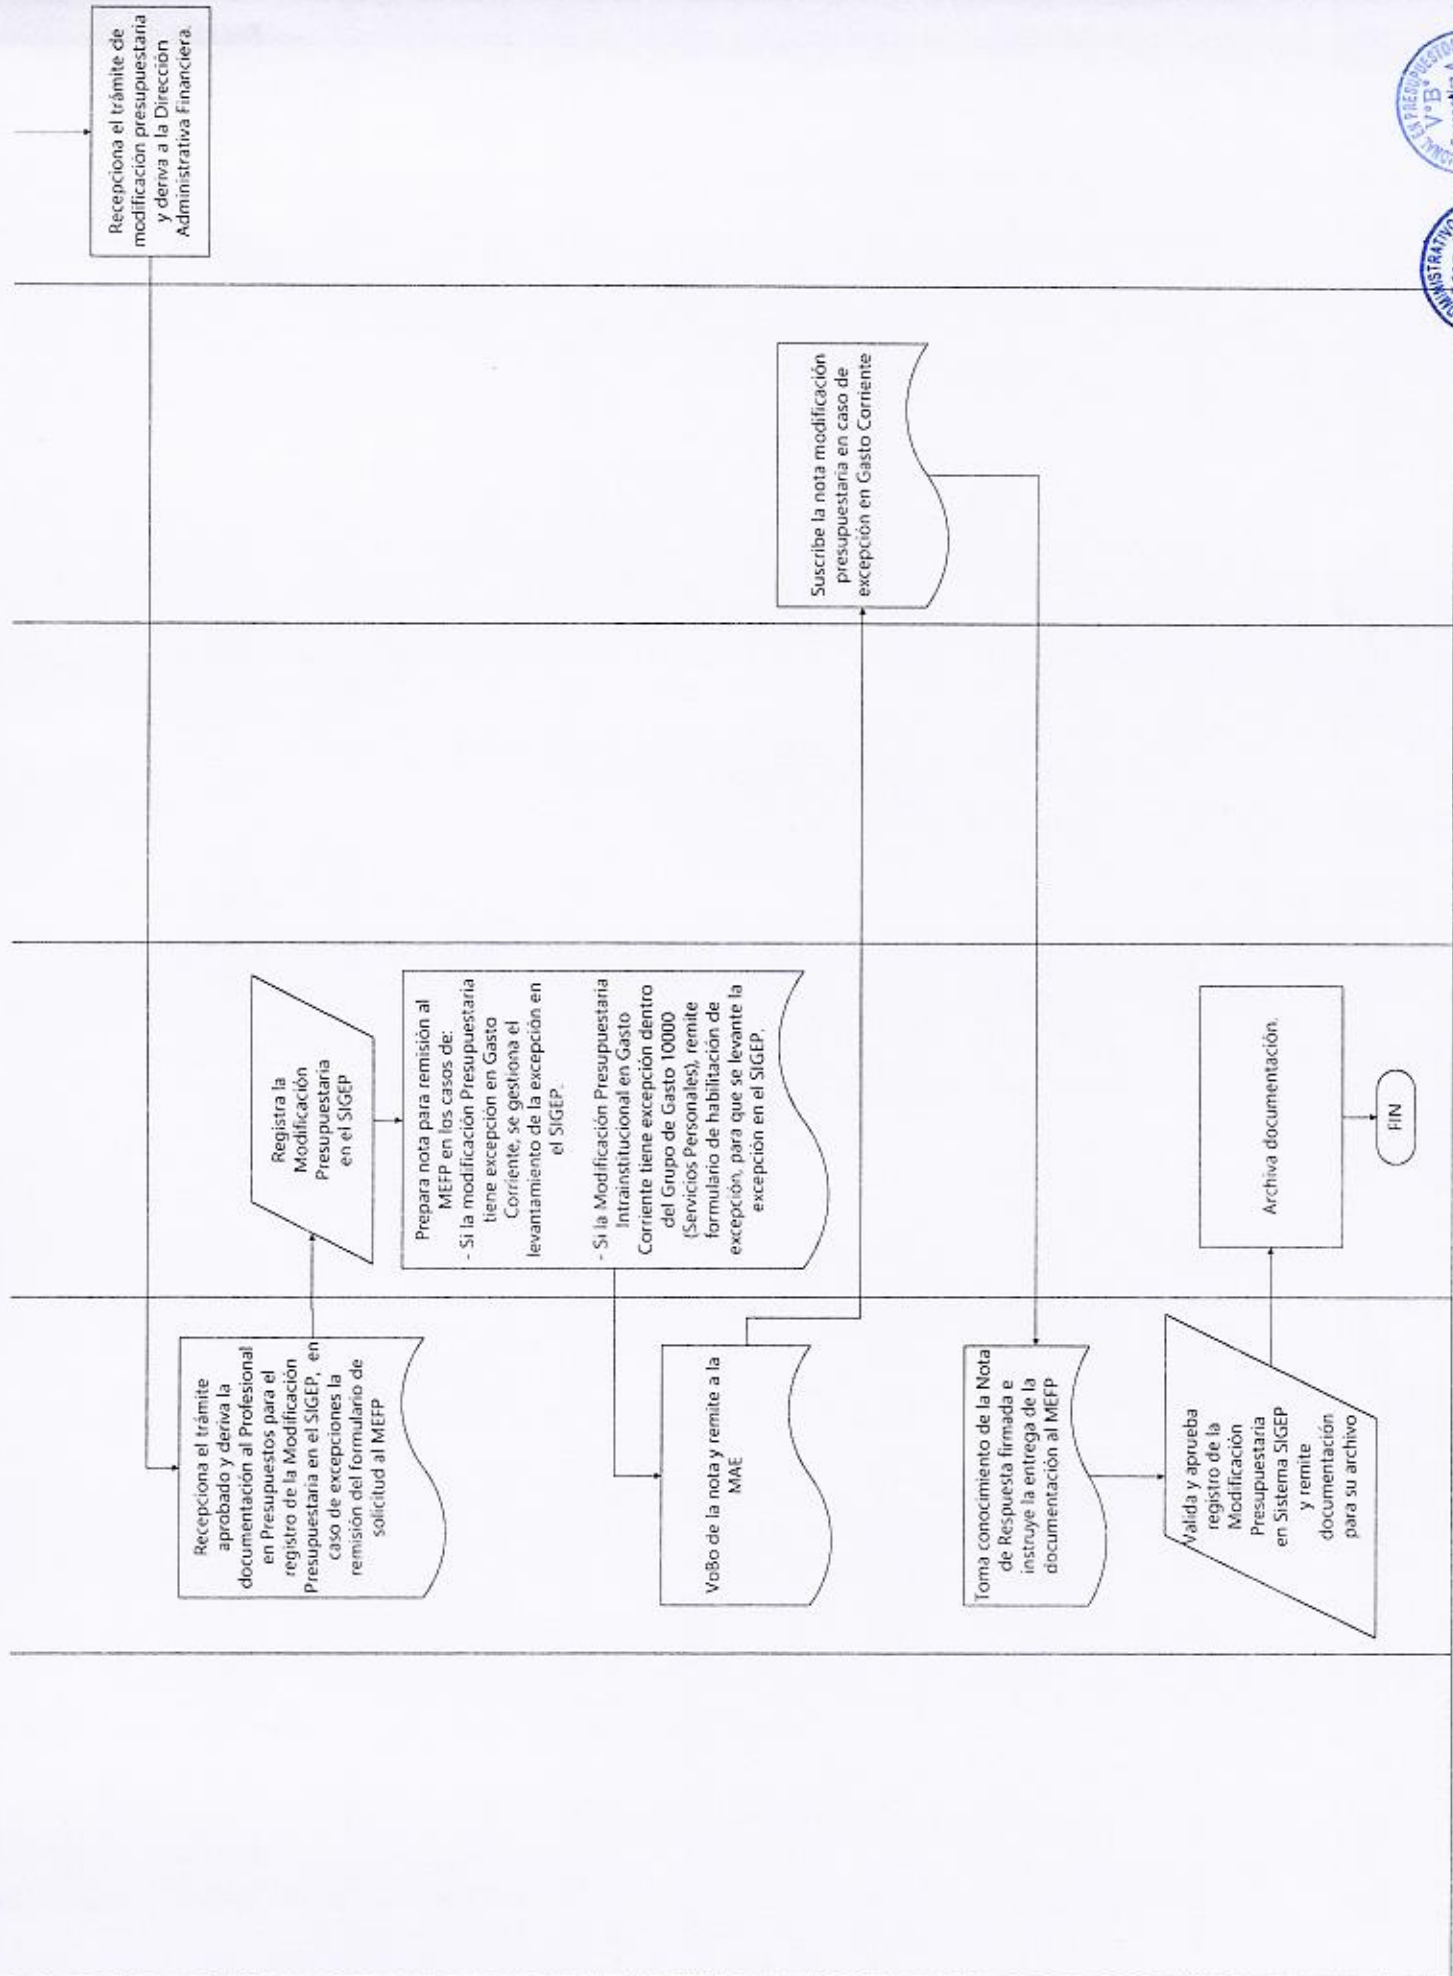 Recepciona el trámite de
modificación presupuestaria
y deriva a la Dirección
Administrativa Financiera.
Recepciona el trámite
aprobado y deriva la
documentación al Profesional
en Presupuestos para el
registro de la Modificación
Presupuestaria en el SIGEP, en
caso de excepciones la
remisión del formulario de
solicitud al MEFP
Registra la
Modificación
Presupuestaria
en el SIGEP
Prepara nota para remisión al
MEFP en los casos de:
- Si la modificación Presupuestaria
tiene excepción en Gasto
Corriente, se gestiona el
levantamiento de la excepción en
el SIGEP.
- Si la Modificación Presupuestaria
Intrainstitucional en Gasto
Corriente tiene excepción dentro
del Grupo de Gasto 10000
(Servicios Personales), remite
formulario de habilitación de
excepción, para que se levante la
excepción en el SIGEP.
VoBo de la nota y remite a la
MAE
Suscribe la nota modificación
presupuestaria en caso de
excepción en Gasto Corriente
Toma conocimiento de la Nota
de Respuesta firmada e
instruye la entrega de la
documentación al MEFP
Valida y aprueba
registro de la
Modificación
Presupuestaria
en Sistema SIGEP
y remite
documentación
para su archivo
Archiva documentación.
FIN
EN PRESUPUESTO
V°B°